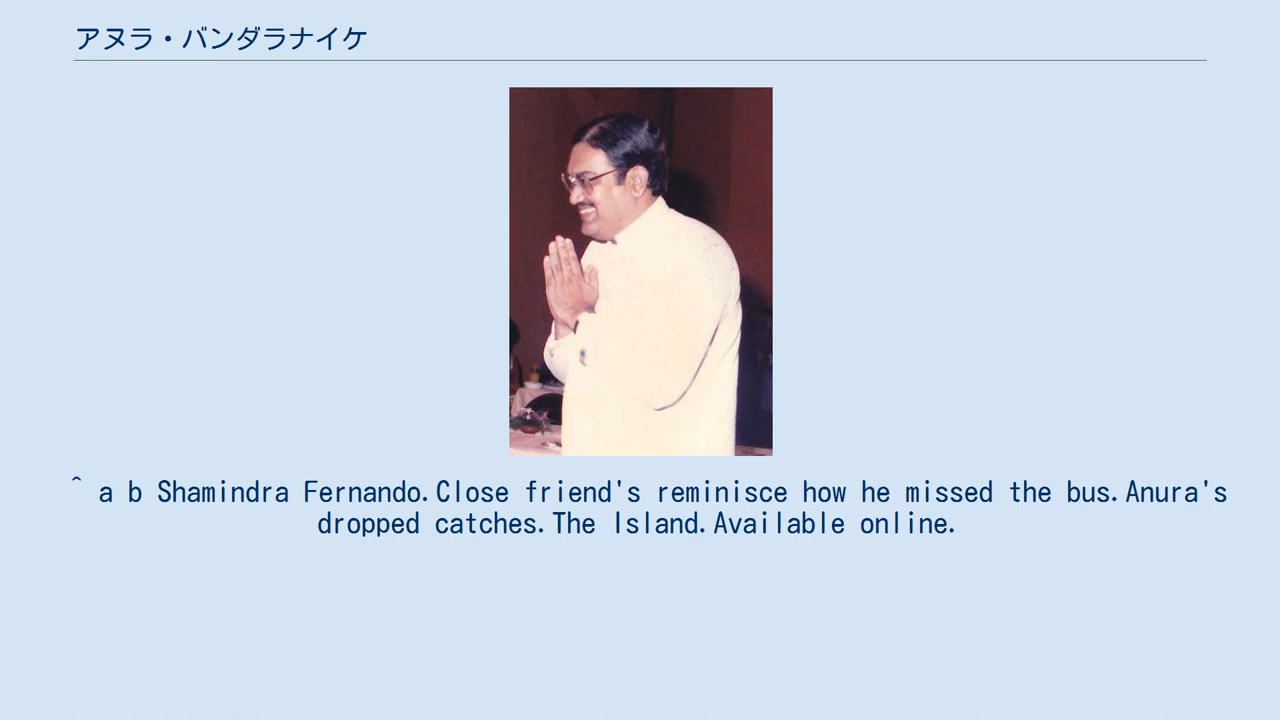 アヌラ・バンダラナイケ
^ a b Shamindra Fernando.Close friend's reminisce how he missed the bus.Anura's
dropped catches.The Island.Available online.